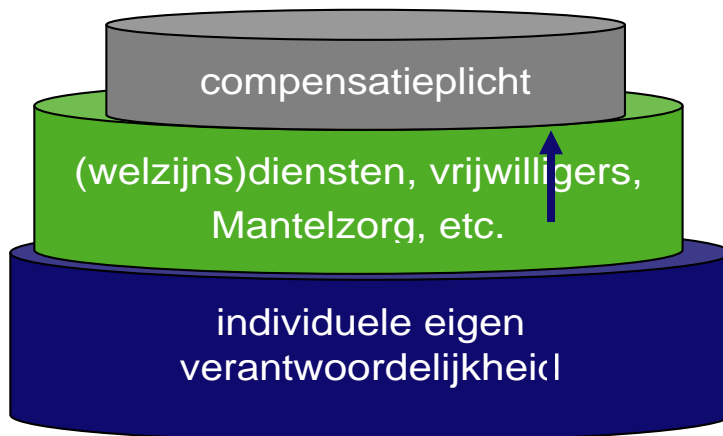 compensatieplicht
(welzijns)diensten, vrijwilligers,
Mantelzorg, etc.
individuele eigen
verantwoordelijkheid